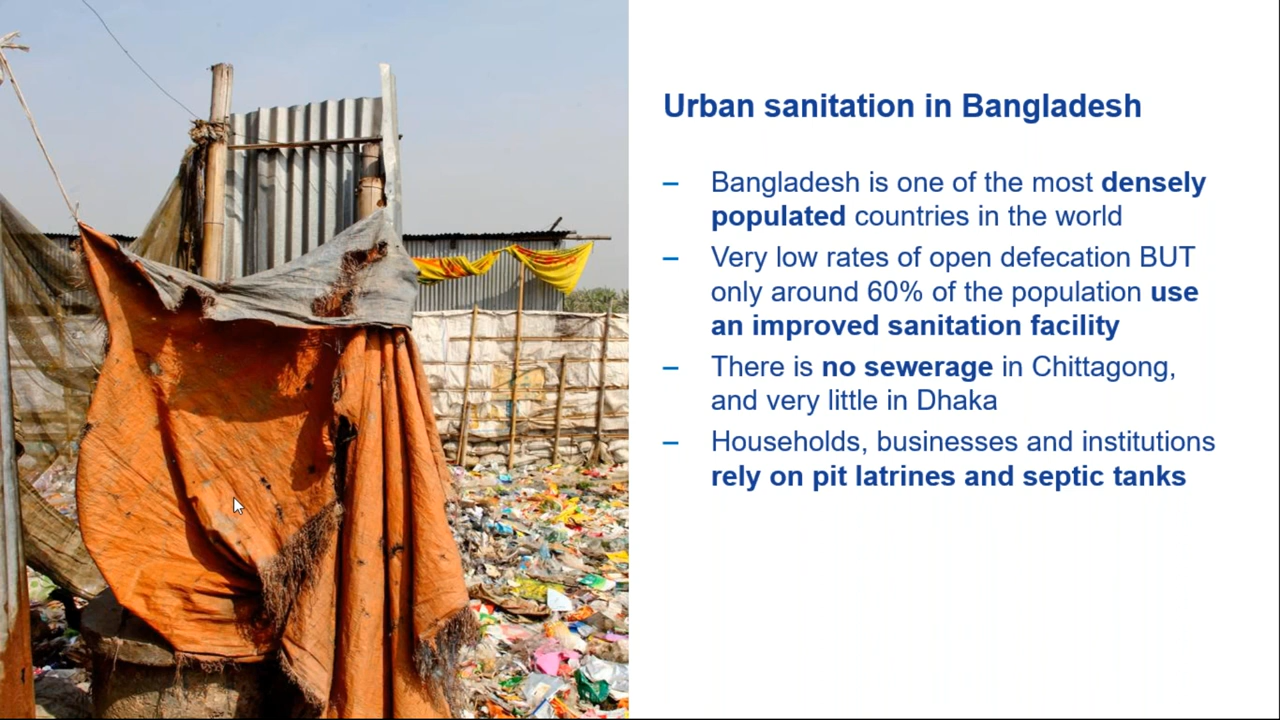 Urban sanitation in Bangladesh
– Bangladesh is one of the most densely
populated countries in the world
– Very low rates of open defecation BUT
only around 60% of the population use
an improved sanitation facility
– There is no sewerage in Chittagong,
and very little in Dhaka
– Households, businesses and institutions
rely on pit latrines and septic tanks